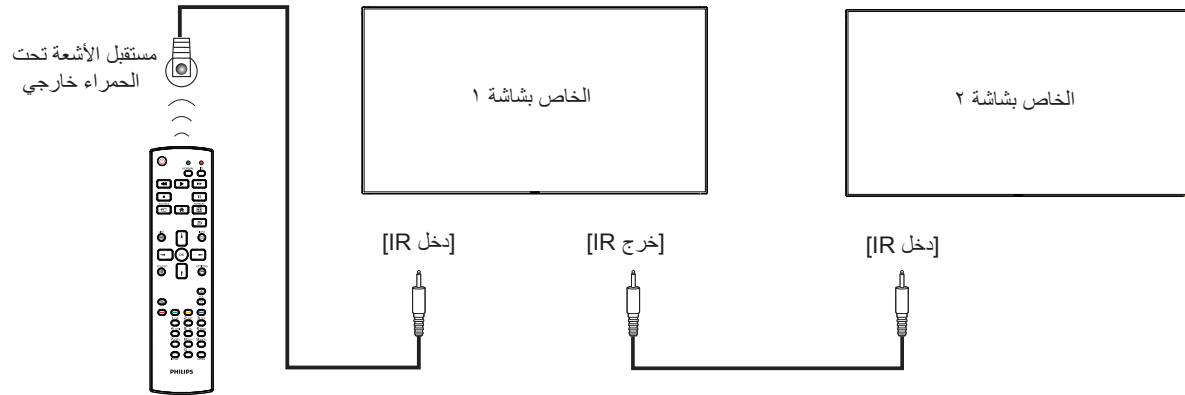 مستقبل الأشعة تحت
الحمراء خارجي
الخاص بشاشة ١
الخاص بشاشة ٢
[دخل IR]
[خرج IR]
[دخل IR]
PHILIPS